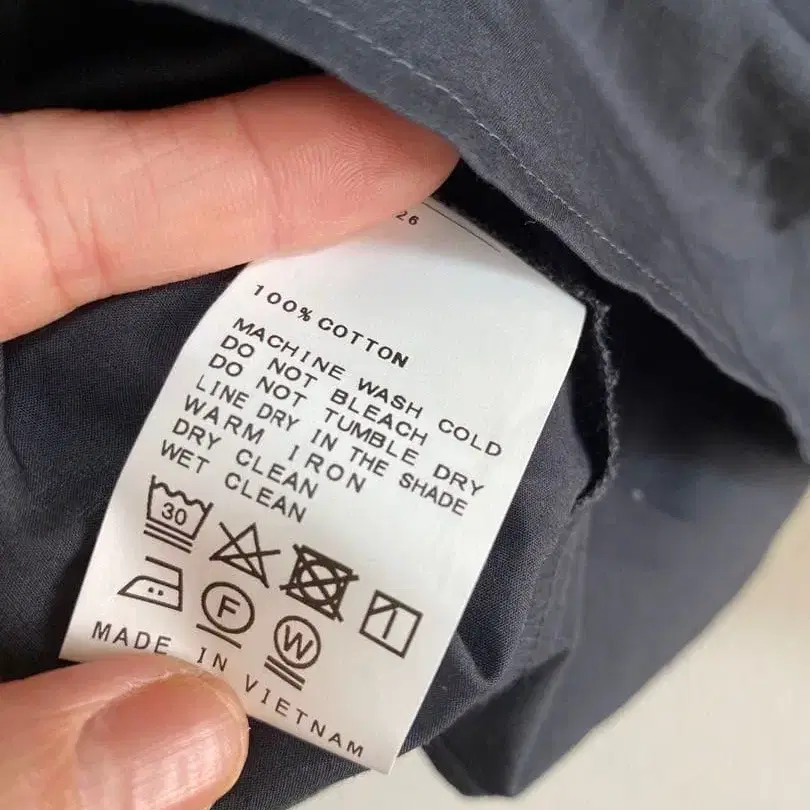 26
100% COTTON
MACHINE WASH COLD
DO NOT BLEACH
DO NOT TUMBLE DRY
LINE DRY IN THE SHADE
WARM IRON
DRY CLEAN
WET CLEAN
30
F
W
MADE IN VIETNAM